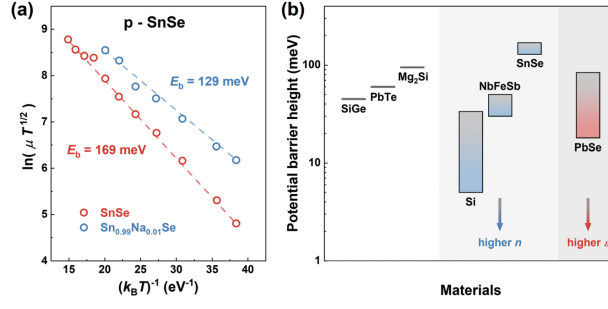 (a)
p - SnSe
9
8
7
6
5
4
ln(μ T^1/2)
E_b = 129 meV
E_b = 169 meV
SnSe
Sn_0.99Na_0.01Se
15 20 25 30 35 40
(k_BT)^-1 (eV^-1)
(b)
Potential barrier height (meV)
100
10
1
SiGe
PbTe
Mg_2Si
Si
NbFeSb
SnSe
PbSe
higher n
higher
Materials